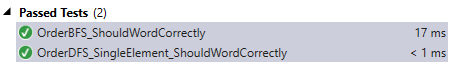 Passed Tests (2)
OrderBFS_ShouldWordCorrectly 17 ms
OrderDFS_SingleElement_ShouldWordCorrectly < 1 ms